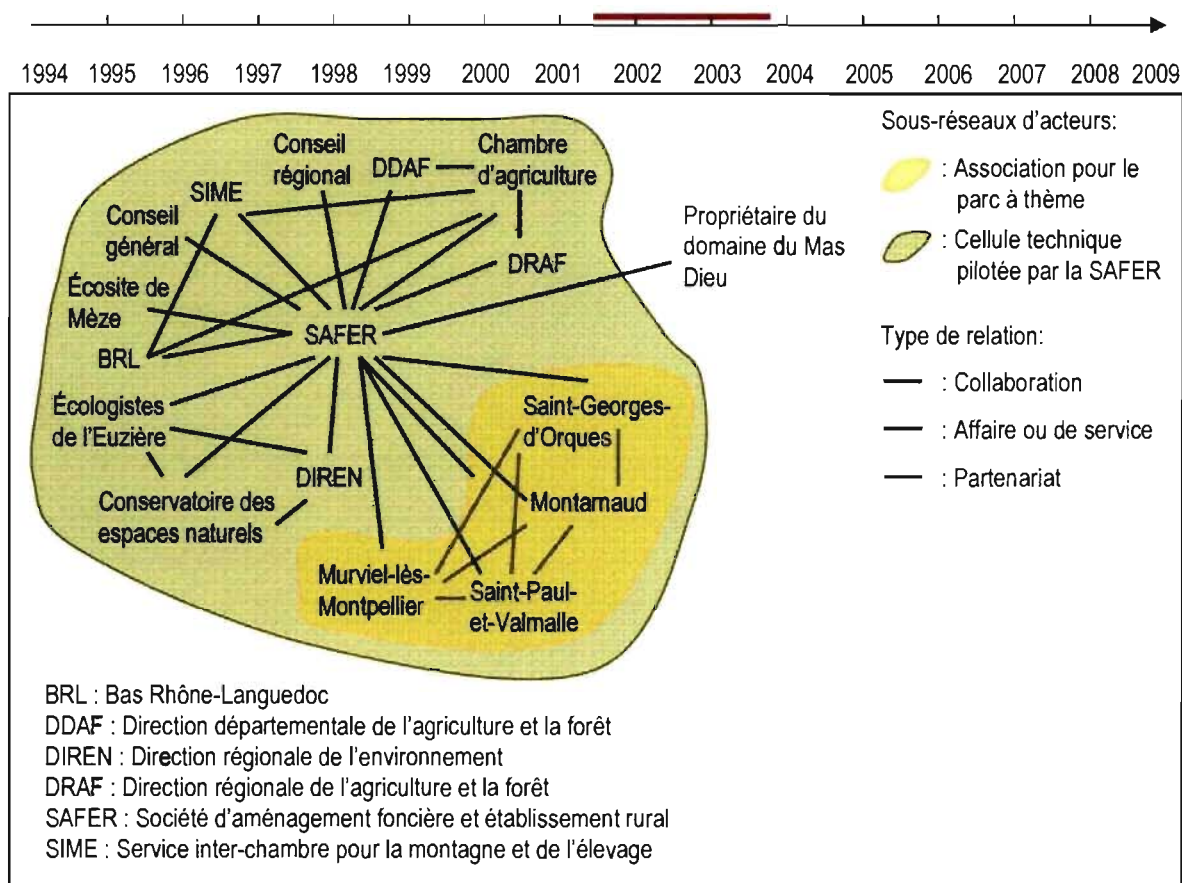 1994 1995 1996 1997 1998 1999 2000 2001 2002 2003 2004 2005 2006 2007 2008 2009
Conseil
régional
DDAF
Chambre
d'agriculture
SIME
Conseil
général
DRAF
Écosite de
Mèze
SAFER
BRL
Propriétaire du
domaine du Mas
Dieu
Écologistes
de l'Euzière
Saint-Georges-
d'Orques
DIREN
Montarnaud
Conservatoire des
espaces naturels
Murviel-lès-
Montpellier
Saint-Paul-
et-Valmalle
Sous-réseaux d'acteurs:
: Association pour le
parc à thème
: Cellule technique
pilotée par la SAFER
Type de relation:
: Collaboration
: Affaire ou de service
: Partenariat
BRL : Bas Rhône-Languedoc
DDAF : Direction départementale de l'agriculture et la forêt
DIREN : Direction régionale de l'environnement
DRAF : Direction régionale de l'agriculture et la forêt
SAFER : Société d'aménagement foncière et établissement rural
SIME : Service inter-chambre pour la montagne et de l'élevage